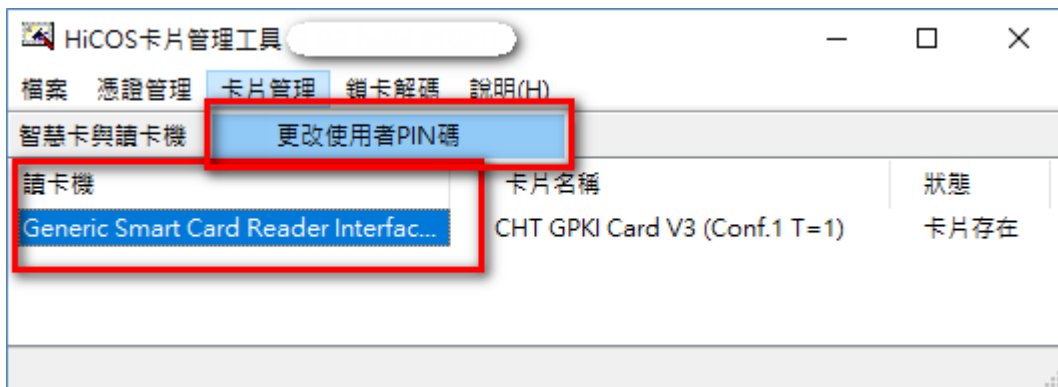 HiCOS卡片管理工具
檔案 憑證管理 卡片管理 鎖卡解碼 說明(H)
智慧卡與讀卡機 更改使用者PIN碼
讀卡機 卡片名稱 狀態
Generic Smart Card Reader Interfac... CHT GPKI Card V3 (Conf.1 T=1) 卡片存在